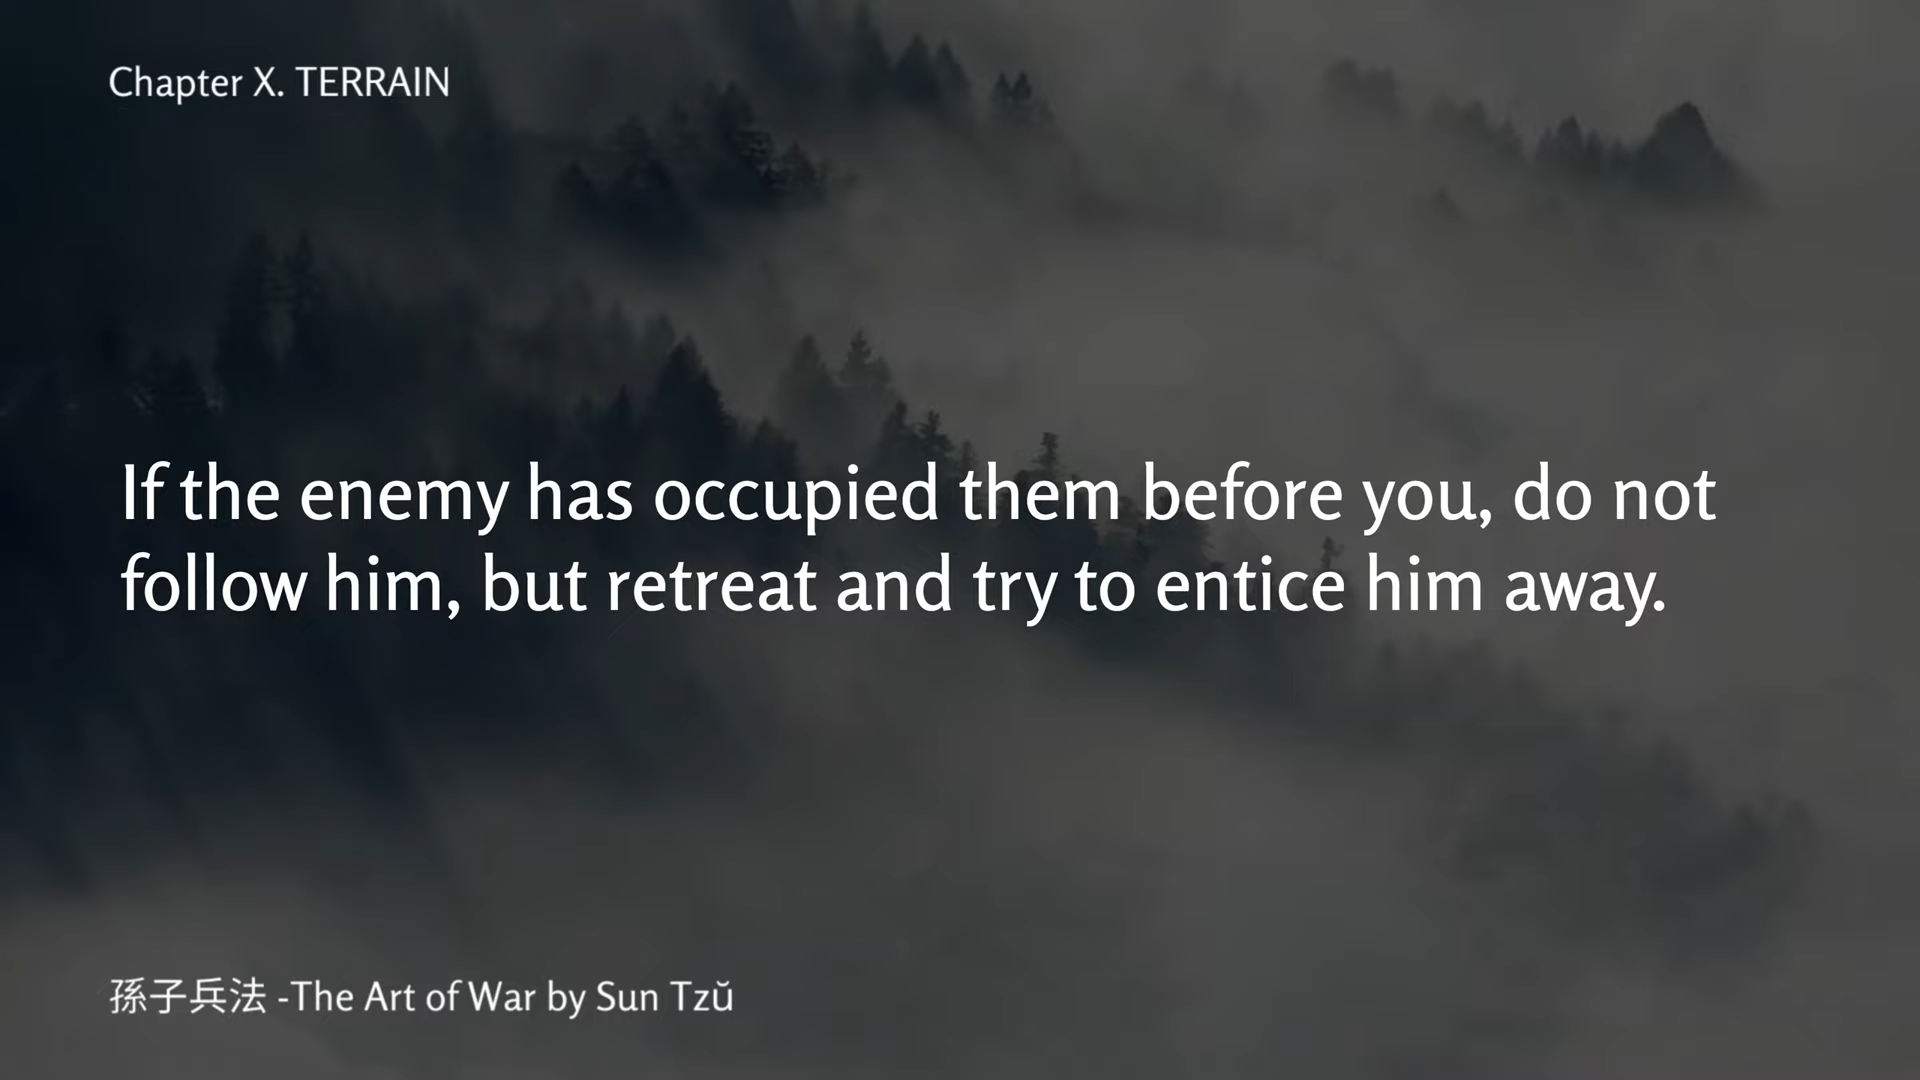 Chapter X. TERRAIN
If the enemy has occupied them before you, do not
follow him, but retreat and try to entice him away.
孫子兵法 -The Art of War by Sun Tzŭ